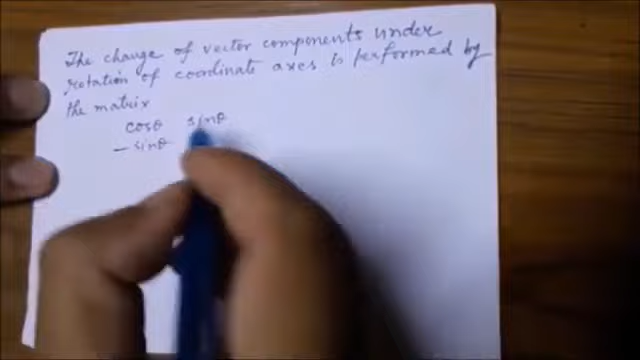 The change of vector components under
rotation of coordinate axes is performed by
the matrix
cosθ sinθ
- sinθ